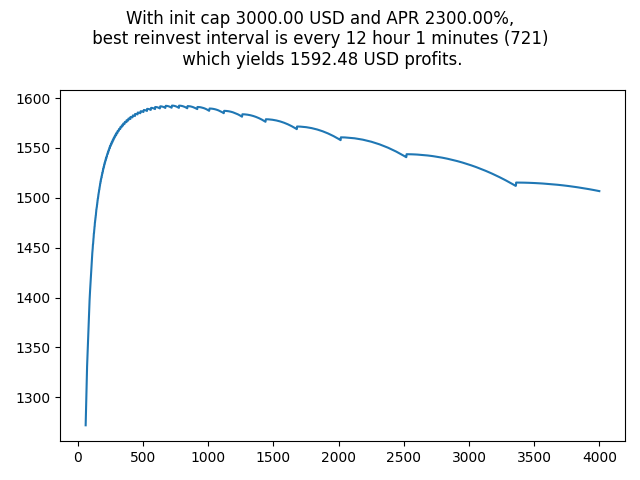 With init cap 3000.00 USD and APR 2300.00%,
best reinvest interval is every 12 hour 1 minutes (721)
which yields 1592.48 USD profits.
1600
1550
1500
1450
1400
1350
1300
0 500 1000 1500 2000 2500 3000 3500 4000